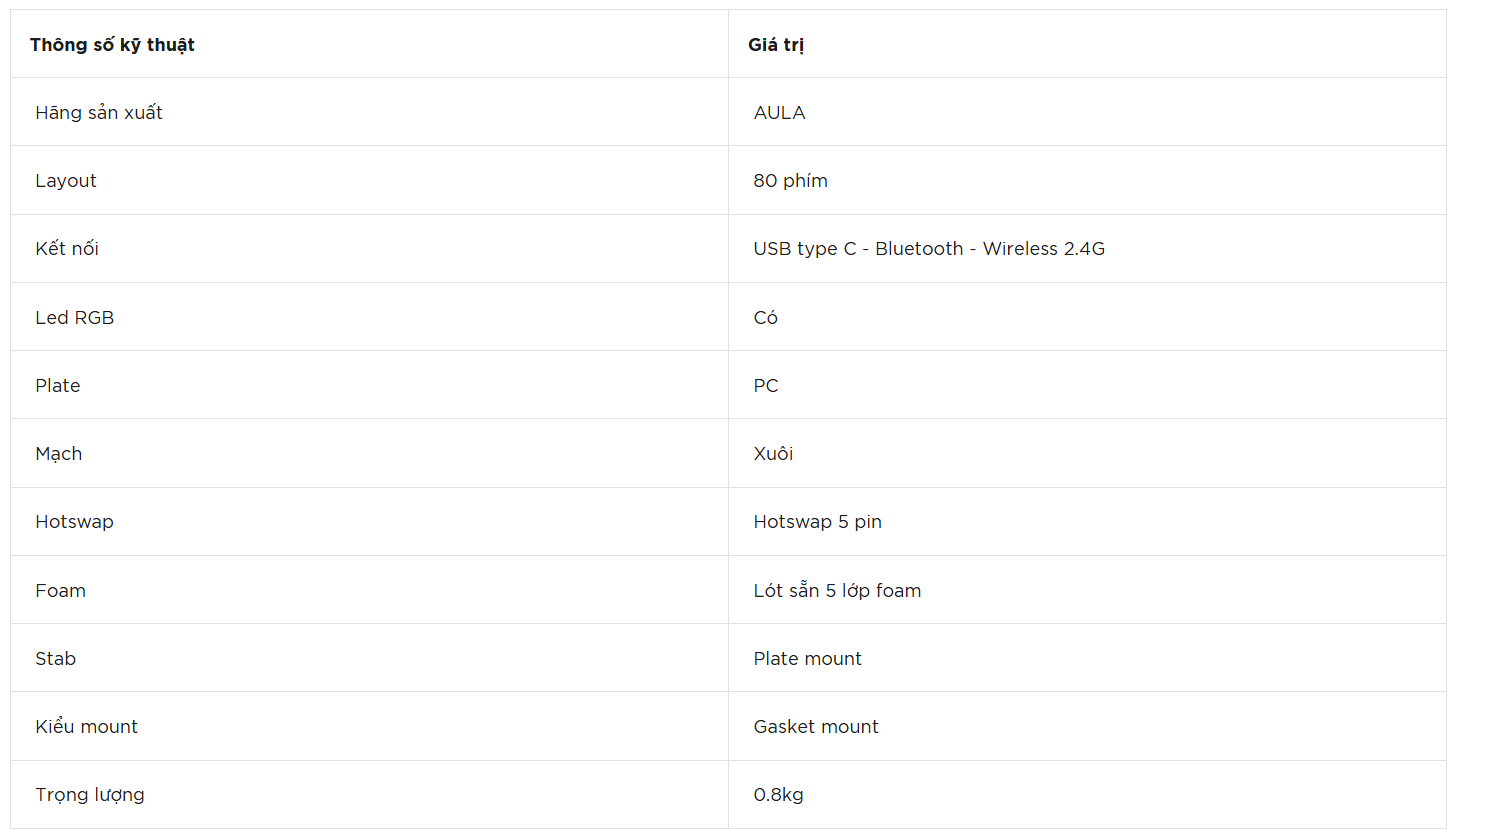 Thông số kỹ thuật Giá trị
Hãng sản xuất AULA
Layout 80 phím
Kết nối USB type C - Bluetooth - Wireless 2.4G
Led RGB Có
Plate PC
Mạch Xuôi
Hotswap Hotswap 5 pin
Foam Lót sẵn 5 lớp foam
Stab Plate mount
Kiểu mount Gasket mount
Trọng lượng 0.8kg